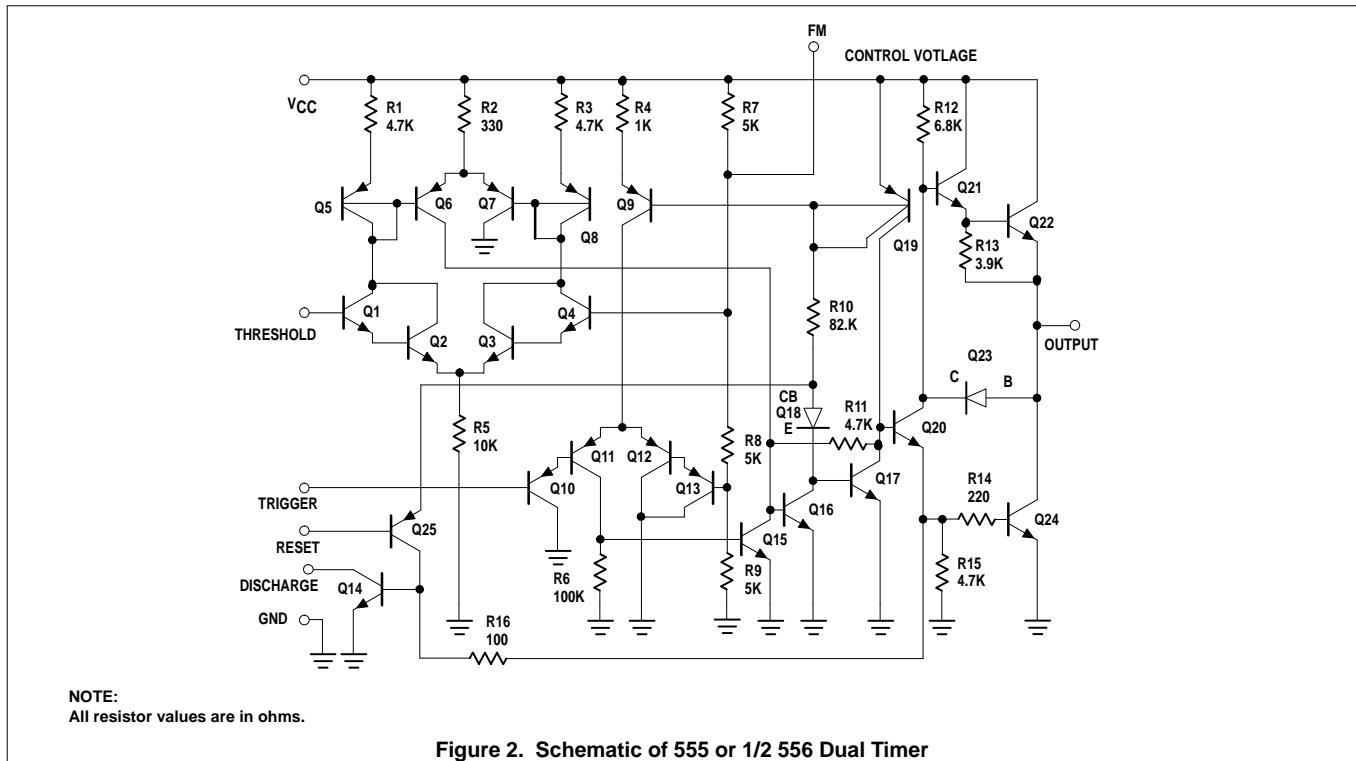 FM
CONTROL VOTLAGE
VCC
R1
4.7K
R2
330
R3
4.7K
R4
1K
R7
5K
R12
6.8K
Q5
Q6
Q7
Q8
Q9
Q19
Q21
Q22
R13
3.9K
Q1
Q2
Q3
Q4
THRESHOLD
R10
82.K
OUTPUT
Q23
C
B
CB
Q18
E
R11
4.7K
Q20
R5
10K
Q11
Q12
R8
5K
Q10
Q13
Q17
TRIGGER
Q16
R14
220
Q24
Q25
RESET
Q15
R6
100K
R9
5K
R15
4.7K
DISCHARGE
Q14
GND
R16
100
NOTE:
All resistor values are in ohms.
Figure 2. Schematic of 555 or 1/2 556 Dual Timer